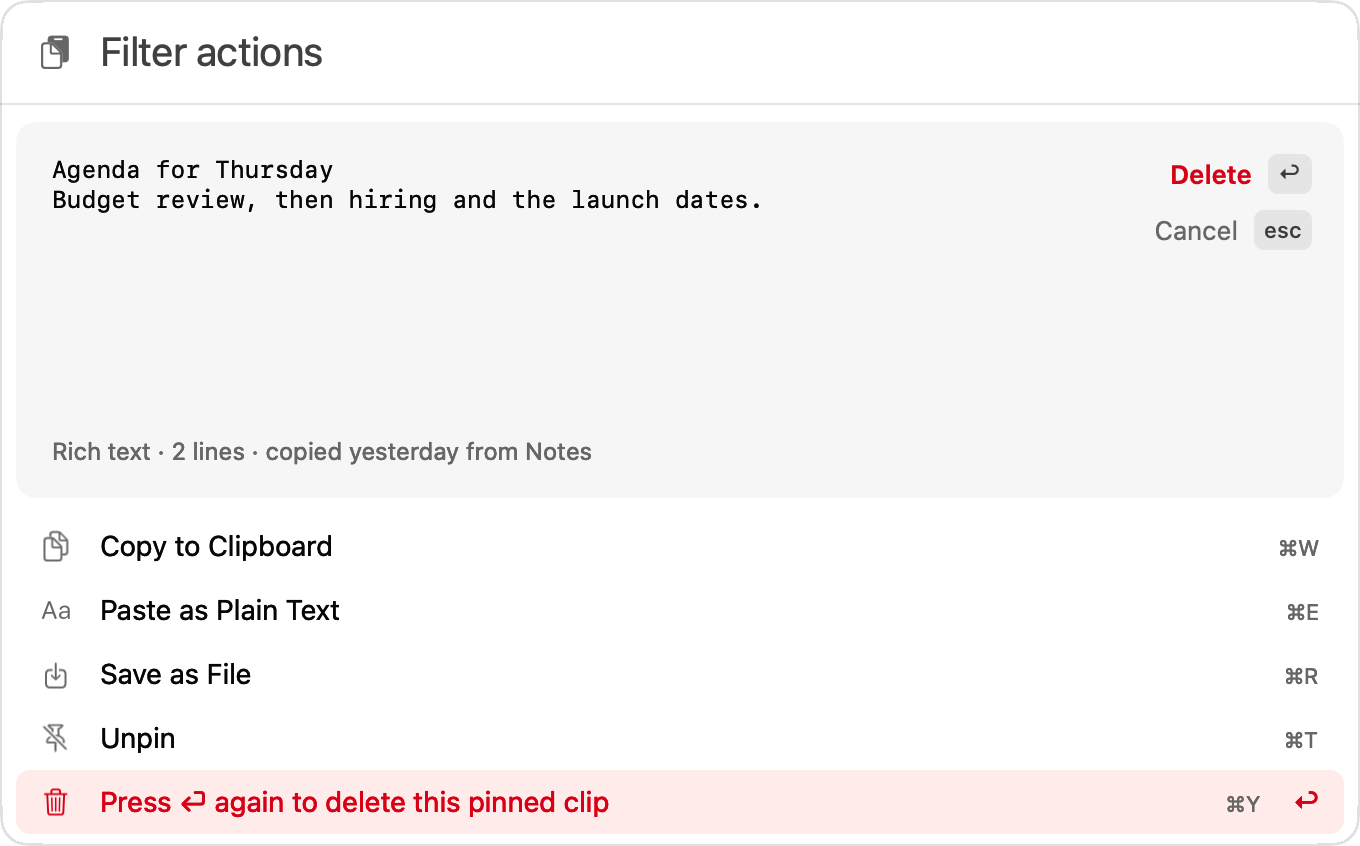 Filter actions
Agenda for Thursday
Budget review, then hiring and the launch dates.
Delete ↩
Cancel esc
Rich text · 2 lines · copied yesterday from Notes
Copy to Clipboard ⌘W
Aa Paste as Plain Text ⌘E
Save as File ⌘R
Unpin ⌘T
Press ↩ again to delete this pinned clip ⌘Y ↩